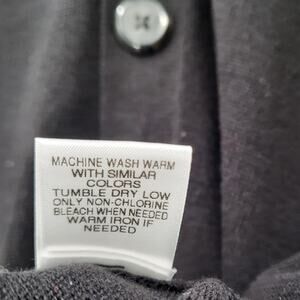 MACHINE WASH WARM
WITH SIMILAR
COLORS
TUMBLE DRY LOW
ONLY NON-CHLORINE
BLEACH WHEN NEEDED
WARM IRON IF
NEEDED